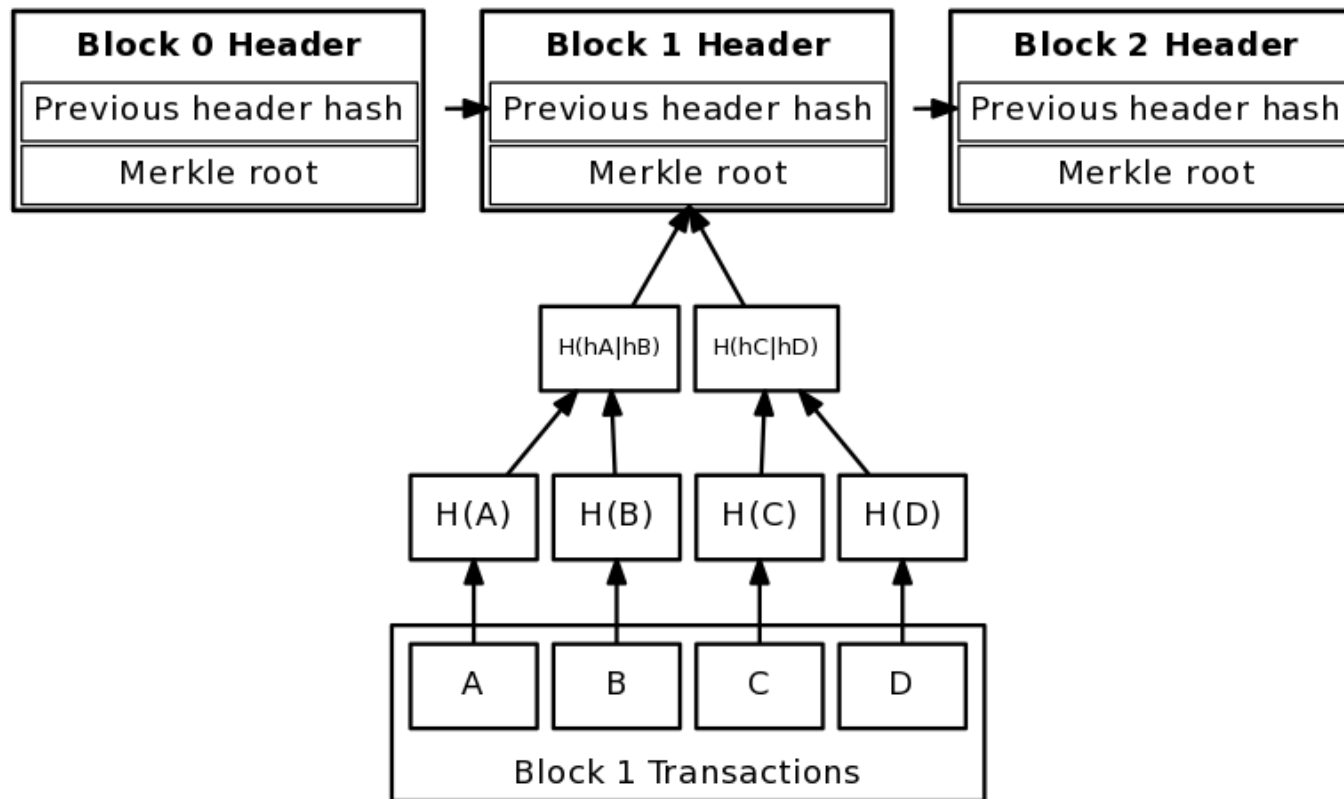 Block 0 Header
Block 1 Header
Block 2 Header
Previous header hash
Previous header hash
Previous header hash
Merkle root
Merkle root
Merkle root
H(hA|hB)
H(hC|hD)
H(A)
H(B)
H(C)
H(D)
A
B
C
D
Block 1 Transactions